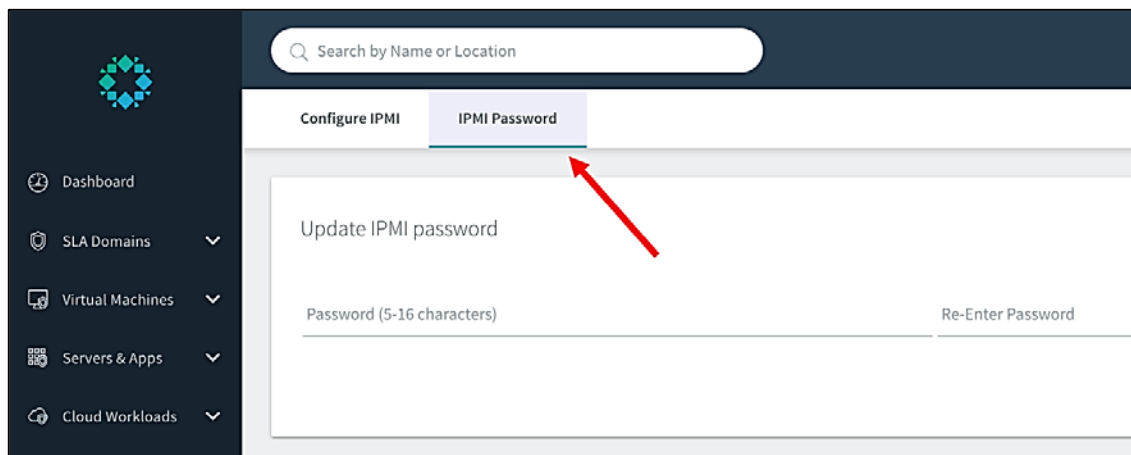 Search by Name or Location
Configure IPMI
IPMI Password
Dashboard
SLA Domains
Virtual Machines
Servers & Apps
Cloud Workloads
Update IPMI password
Password (5-16 characters)
Re-Enter Password